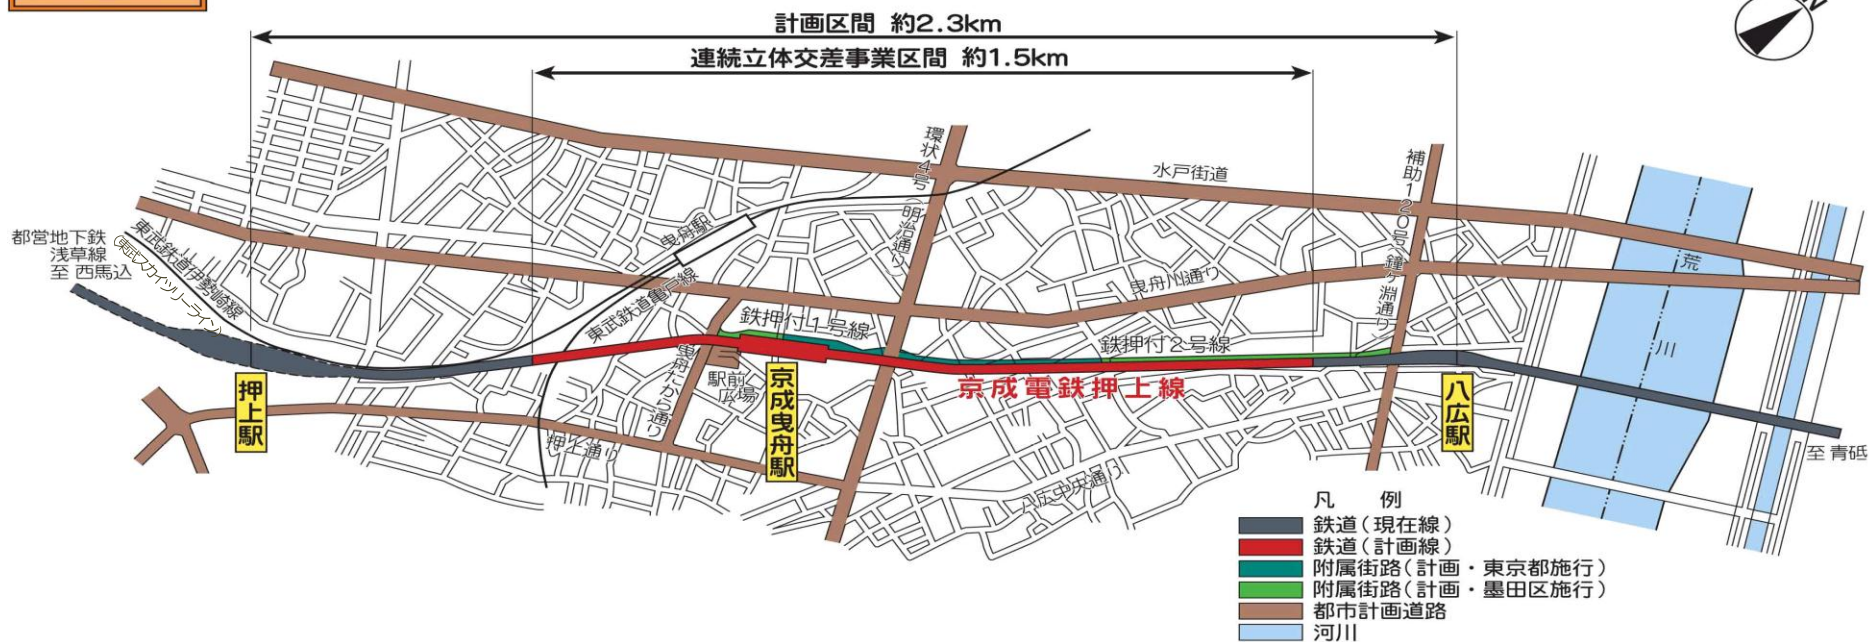 計画区間 約2.3km
連続立体交差事業区間 約1.5km
N
環状4号(明治通り)
水戸街道
補助120号(鐘ヶ淵通り)
都営地下鉄
浅草線
至 西馬込
東武鉄道伊勢崎線
(東武スカイツリーライン)
曳舟駅
東武鉄道亀戸線
曳舟川通り
荒
川
鉄押付1号線
鉄押付2号線
曳舟たから通り
駅前
広場
京成電鉄押上線
押上駅
京成曳舟駅
八広駅
押上通り
八広中央通り
至 青砥
凡 例
鉄道(現在線)
鉄道(計画線)
附属街路(計画・東京都施行)
附属街路(計画・墨田区施行)
都市計画道路
河川